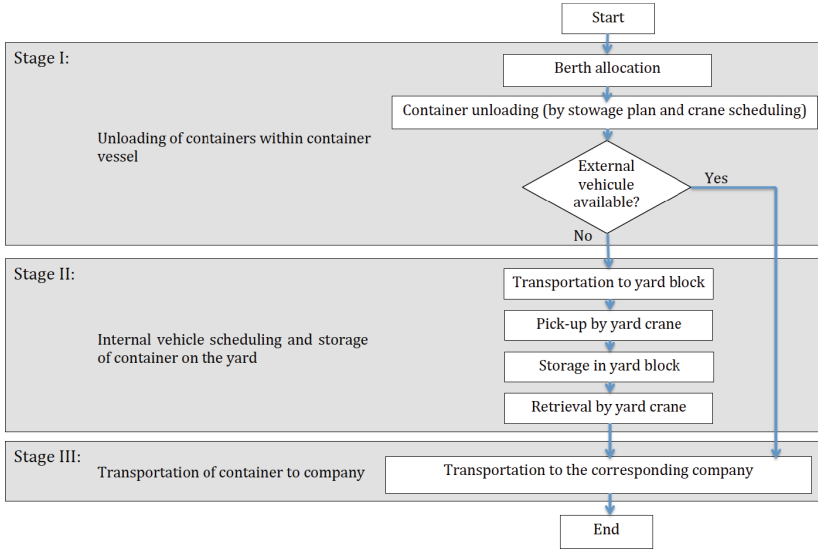 Start
Stage I:
Berth allocation
Container unloading (by stowage plan and crane scheduling)
Unloading of containers within container
vessel
External
vehicule
available?
Yes
No
Stage II:
Transportation to yard block
Pick-up by yard crane
Internal vehicle scheduling and storage
of container on the yard
Storage in yard block
Retrieval by yard crane
Stage III:
Transportation of container to company
Transportation to the corresponding company
End